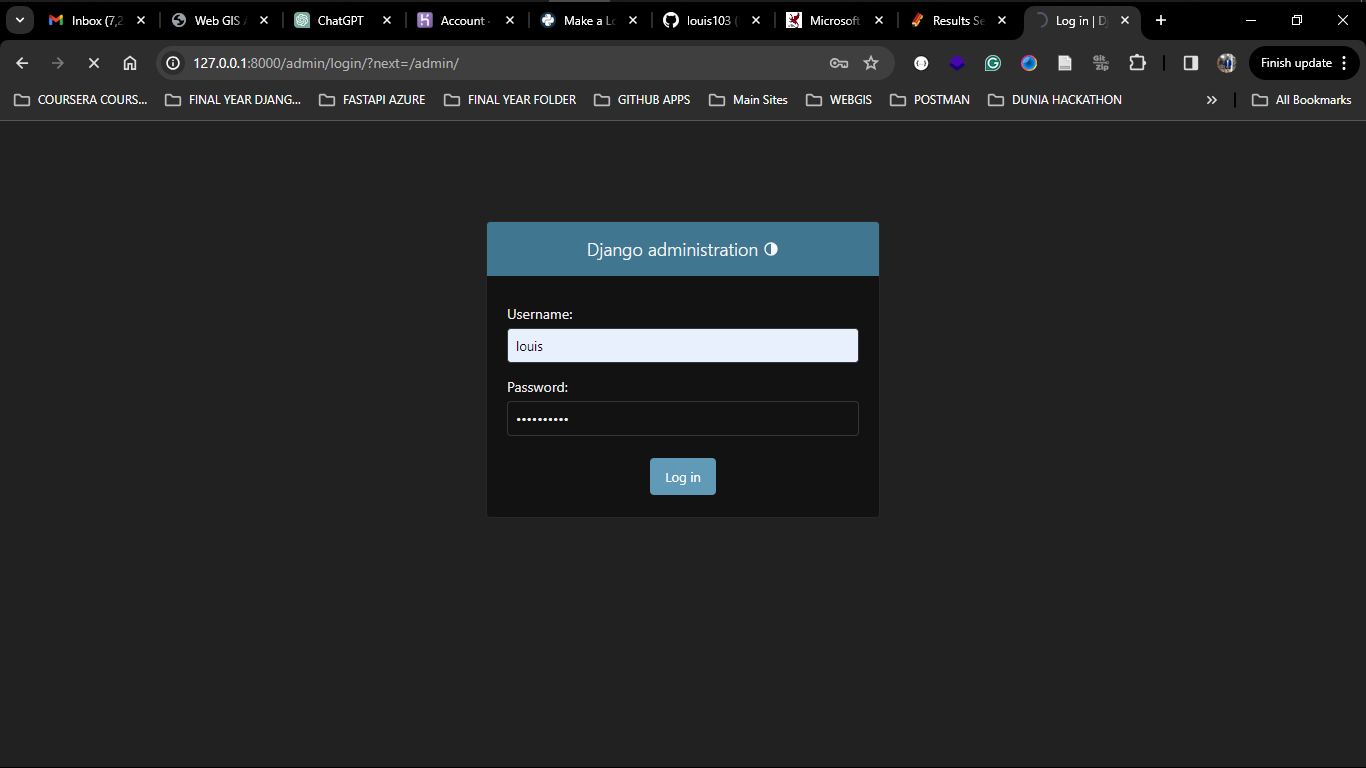 Inbox (7,2
Web GIS A
ChatGPT
Account -
Make a Lo
louis103 (
Microsoft
Results Se
Log in | Dj
127.0.0.1:8000/admin/login/?next=/admin/
Git Zip
Finish update
COURSERA COURS...
FINAL YEAR DJANG...
FASTAPI AZURE
FINAL YEAR FOLDER
GITHUB APPS
Main Sites
WEBGIS
POSTMAN
DUNIA HACKATHON
All Bookmarks
Django administration
Username:
louis
Password:
••••••••••
Log in